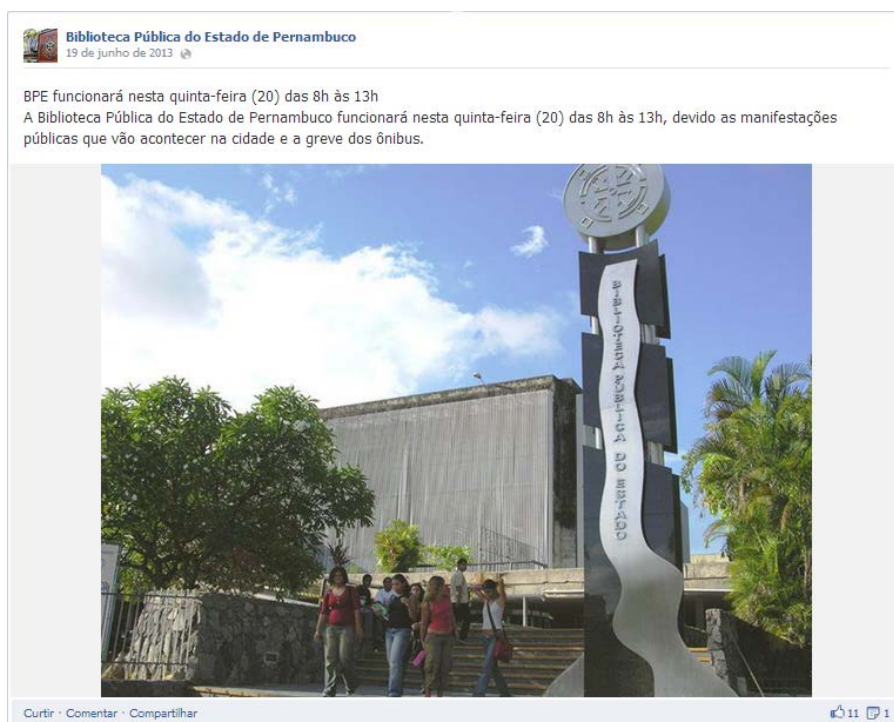 Biblioteca Pública do Estado de Pernambuco
19 de junho de 2013
BPE funcionará nesta quinta-feira (20) das 8h às 13h
A Biblioteca Pública do Estado de Pernambuco funcionará nesta quinta-feira (20) das 8h às 13h, devido as manifestações
públicas que vão acontecer na cidade e a greve dos ônibus.
BIBLIOTECA PÚBLICA DO ESTADO
Curtir · Comentar · Compartilhar
11 1